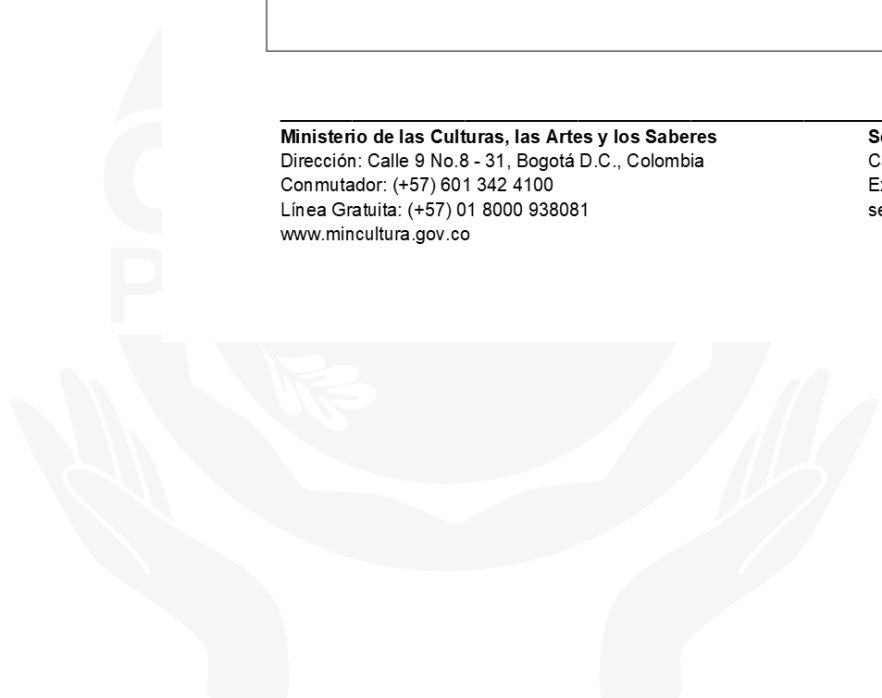 Ministerio de las Culturas, las Artes y los Saberes
Dirección: Calle 9 No.8 - 31, Bogotá D.C., Colombia
Conmutador: (+57) 601 342 4100
Línea Gratuita: (+57) 01 8000 938081
www.mincultura.gov.co